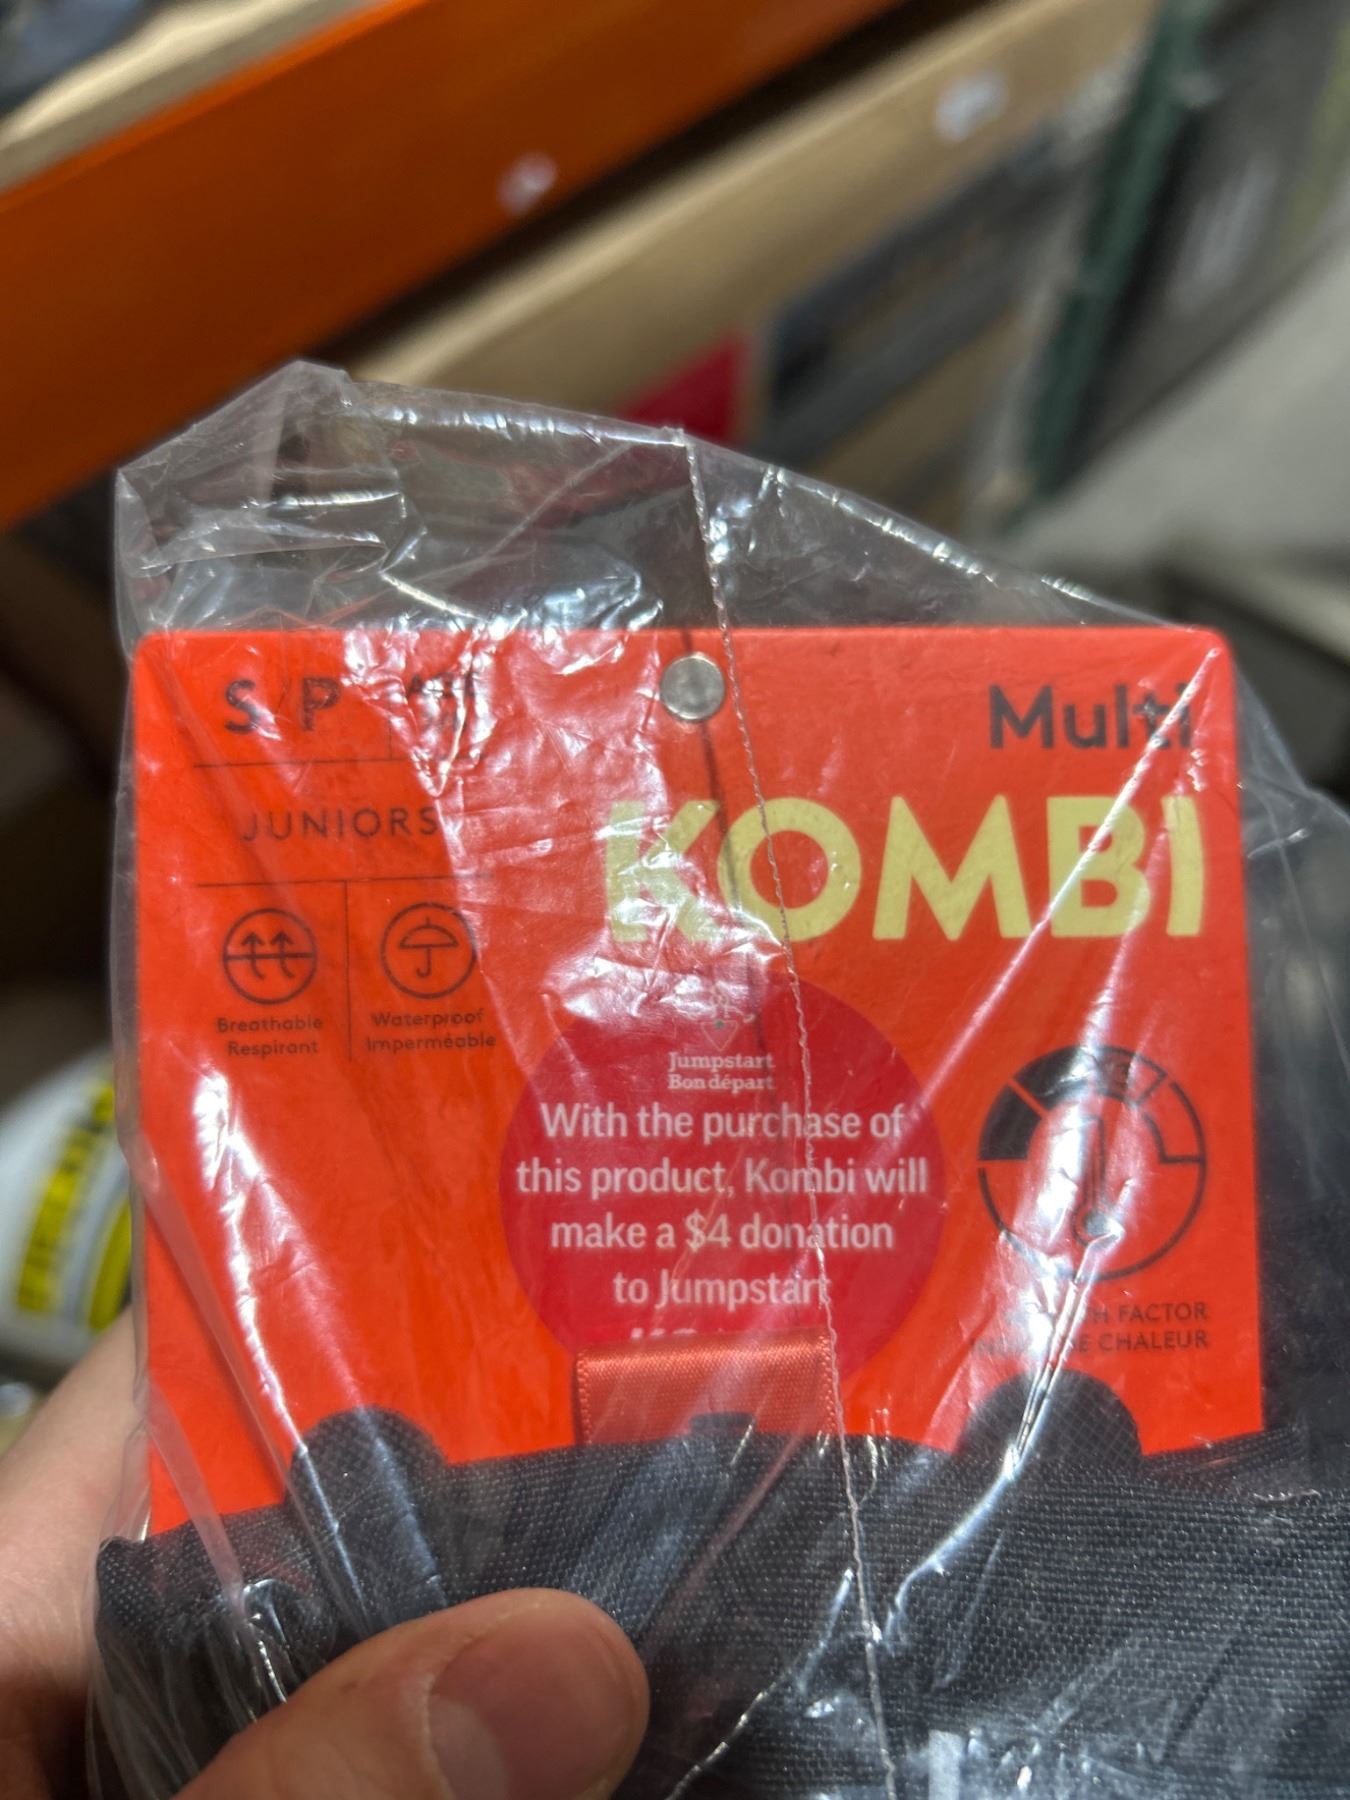 S/P
Multi
JUNIORS
KOMBI
Breathable
Respirant
Waterproof
Imperméable
Jumpstart
Bon départ
With the purchase of
this product, Kombi will
make a $4 donation
to Jumpstart
FACTOR
CHALEUR